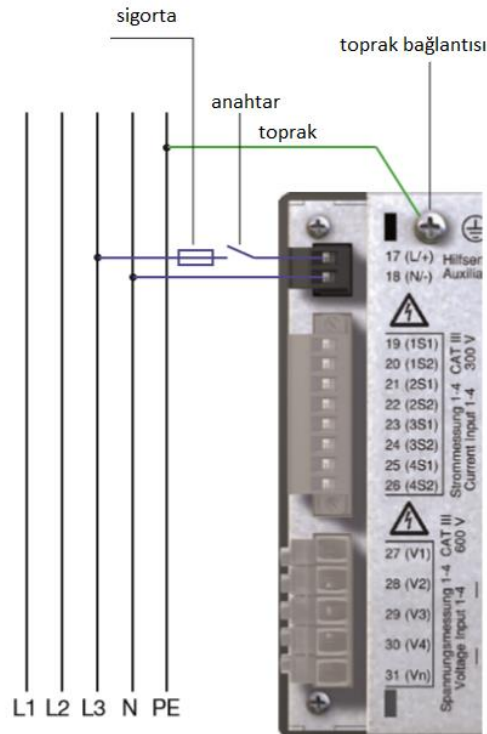 sigorta
toprak bağlantısı
anahtar
toprak
17 (L/+)
18 (N/-)
Hilfsen
Auxilia
19 (1S1)
20 (1S2)
21 (2S1)
22 (2S2)
23 (3S1)
24 (3S2)
25 (4S1)
26 (4S2)
Strommessung 1-4 CAT III
Current Input 1-4 300 V
27 (V1)
28 (V2)
29 (V3)
30 (V4)
31 (Vn)
Spannungsmessung 1-4 CAT III
Voltage Input 1-4 600 V
L1 L2 L3 N PE